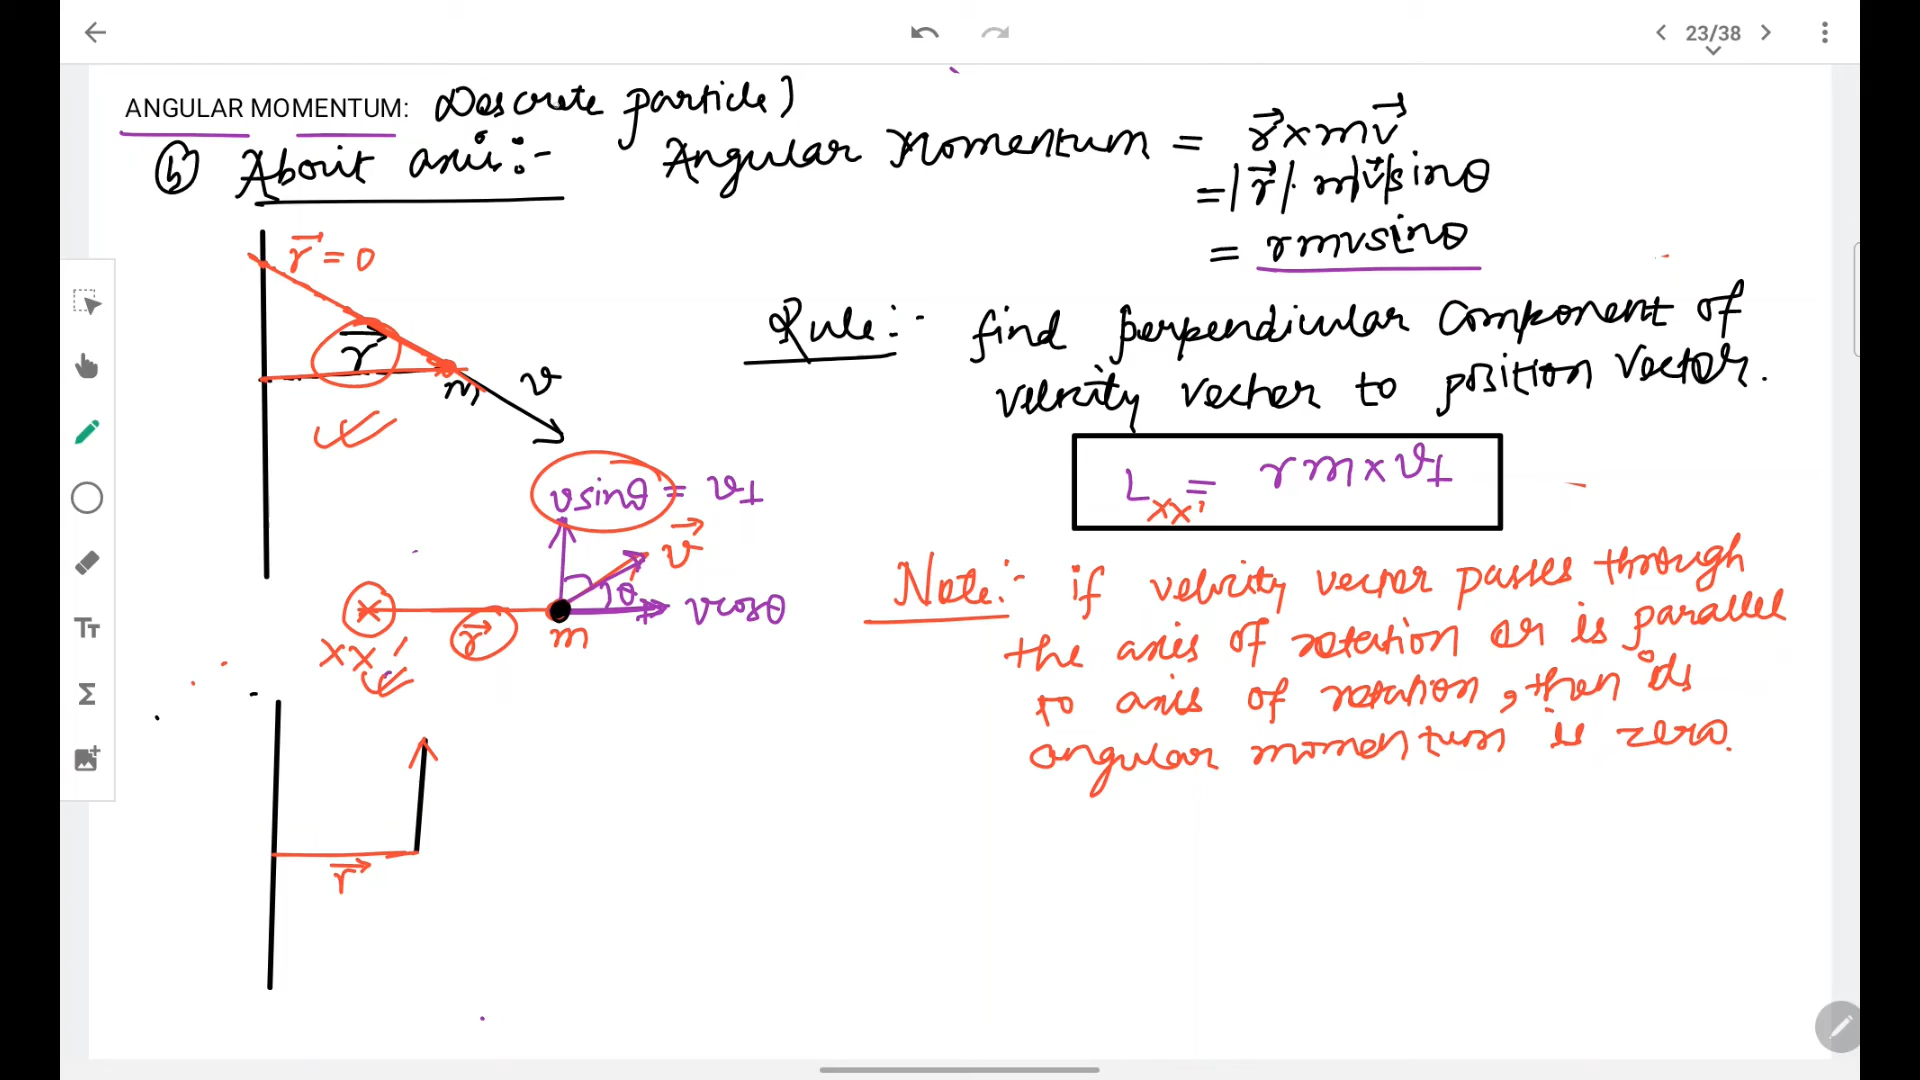 23/38
ANGULAR MOMENTUM: Descrete particle)
(b) About axis:-
Angular Momentum = r⃗ x mv⃗
= |r⃗|. m|v⃗|sinθ
= rmvsinθ
r⃗ = 0
r⃗
m
v
Rule:- find perpendicular Component of
velocity vector to position vector.
L_xx' = r m x v⊥
vsinθ = v⊥
v⃗
θ
vcosθ
r⃗
m
xx'
Note:- if velocity vector passes through
the axis of rotation or is parallel
to axis of rotation, then its
angular momentum is zero.
r⃗
Tт
Σ